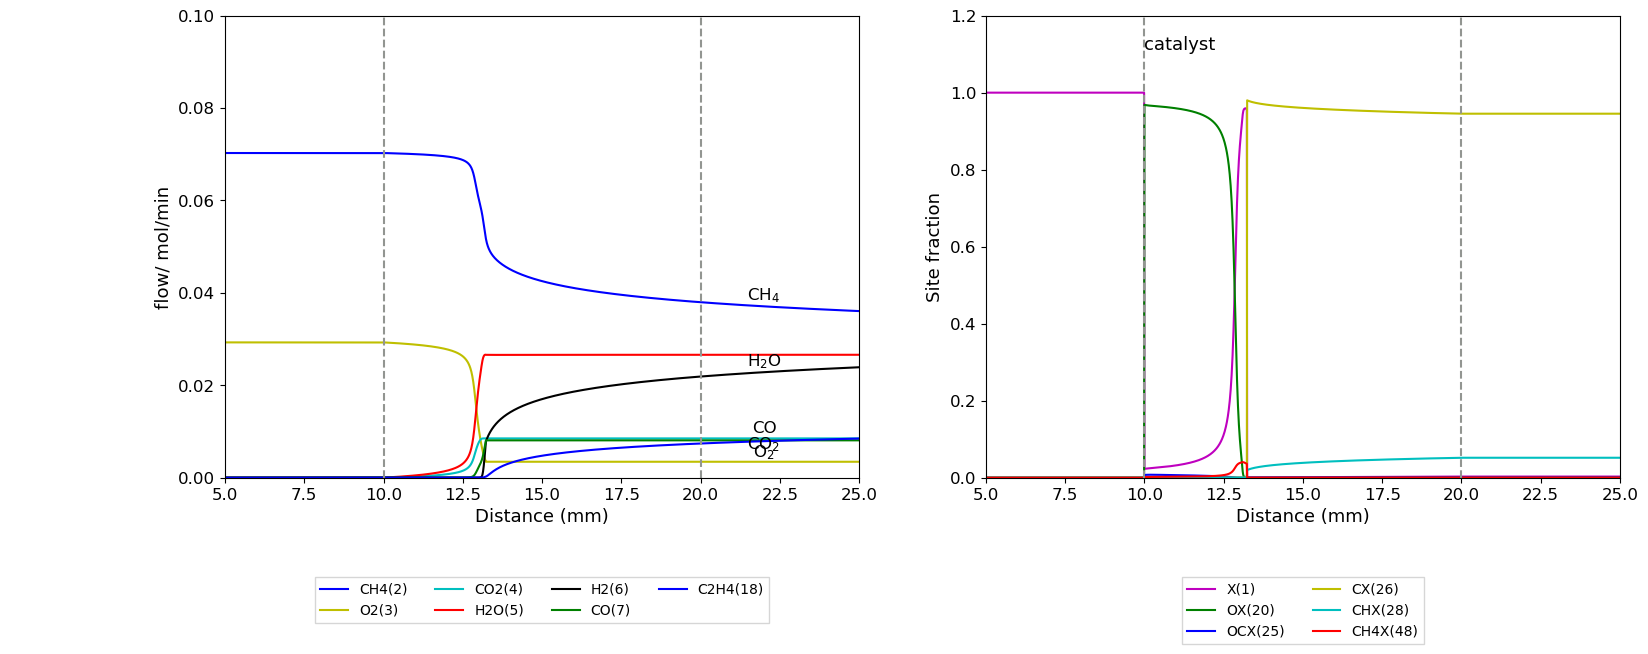 0.10
0.08
0.06
0.04
0.02
0.00
flow/ mol/min
CH4
H2O
CO
CO2
O2
5.0 7.5 10.0 12.5 15.0 17.5 20.0 22.5 25.0
Distance (mm)
CH4(2) CO2(4) H2(6) C2H4(18)
O2(3) H2O(5) CO(7)
1.2
1.0
0.8
0.6
0.4
0.2
0.0
Site fraction
catalyst
5.0 7.5 10.0 12.5 15.0 17.5 20.0 22.5 25.0
Distance (mm)
X(1) CX(26)
OX(20) CHX(28)
OCX(25) CH4X(48)